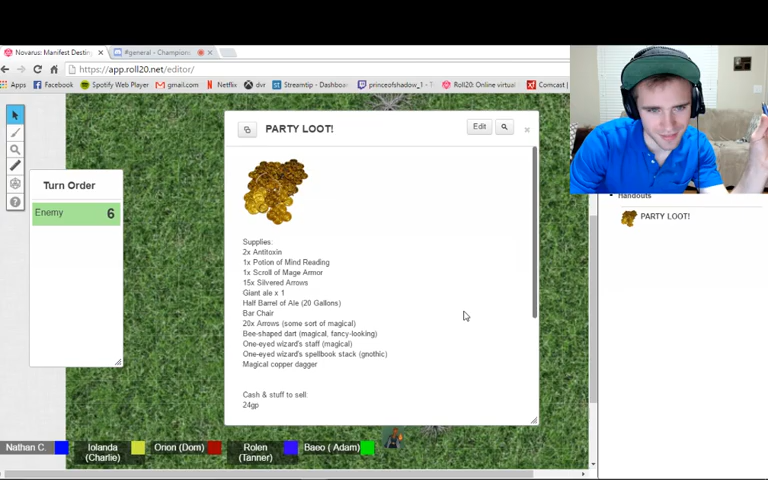 Novarus: Manifest Destin
#general - Champion
https://app.roll20.net/editor/
Apps
Facebook
Spotify Web Player
gmail.com
Netflix
dvr
Streamtip - Dashboa
princeofshadow_1 - T
Roll20: Online virtual
Comcast
PARTY LOOT!
Edit
Turn Order
Enemy 6
Supplies:
2x Antitoxin
1x Potion of Mind Reading
1x Scroll of Mage Armor
15x Silvered Arrows
Giant ale x 1
Half Barrel of Ale (20 Gallons)
Bar Chair
20x Arrows (some sort of magical)
Bee-shaped dart (magical, fancy-looking)
One-eyed wizard's staff (magical)
One-eyed wizard's spellbook stack (gnothic)
Magical copper dagger
Cash & stuff to sell
24gp
Handouts
PARTY LOOT!
Nathan C.
Iolanda
(Charlie)
Orion (Dom)
Rolen
(Tanner)
Baeo ( Adam)